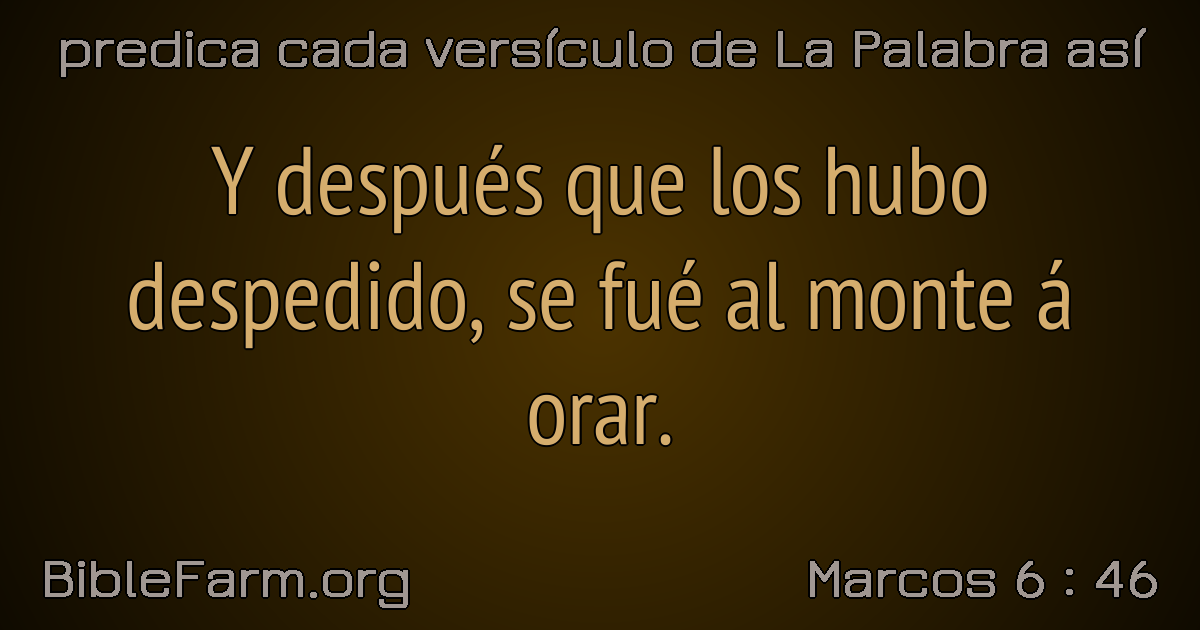 predica cada versículo de La Palabra así
Y después que los hubo
despedido, se fué al monte á
orar.
BibleFarm.org
Marcos 6 : 46